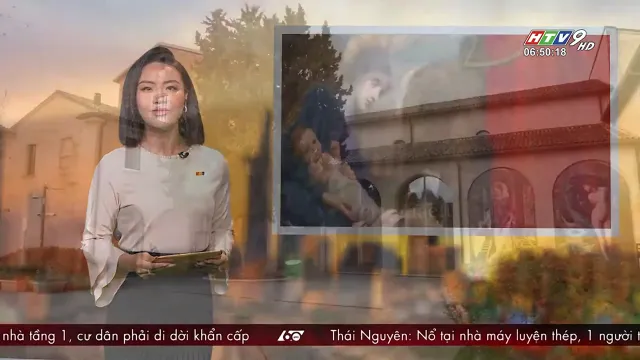 HTV9 HD
06:50:18
nhà tầng 1, cư dân phải di dời khẩn cấp
60 Thái Nguyên: Nổ tại nhà máy luyện thép, 1 người